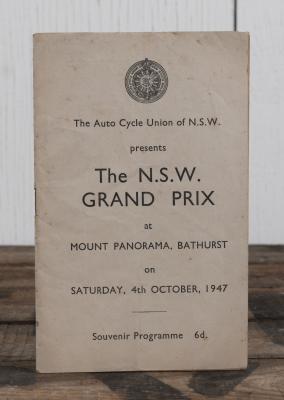 The Auto Cycle Union of N.S.W.
presents
The N.S.W.
GRAND PRIX
at
MOUNT PANORAMA, BATHURST
on
SATURDAY, 4th OCTOBER, 1947
Souvenir Programme 6d.